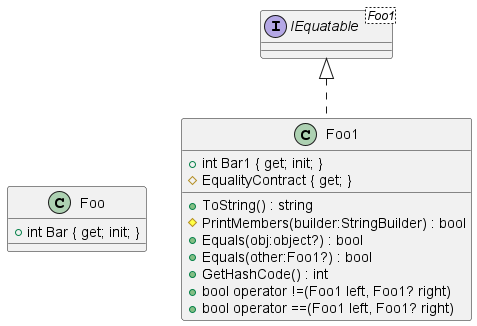 IEquatable
Foo1
Foo1
int Bar1 { get; init; }
EqualityContract { get; }
ToString() : string
PrintMembers(builder:StringBuilder) : bool
Equals(obj:object?) : bool
Equals(other:Foo1?) : bool
GetHashCode() : int
bool operator !=(Foo1 left, Foo1? right)
bool operator ==(Foo1 left, Foo1? right)
Foo
int Bar { get; init; }